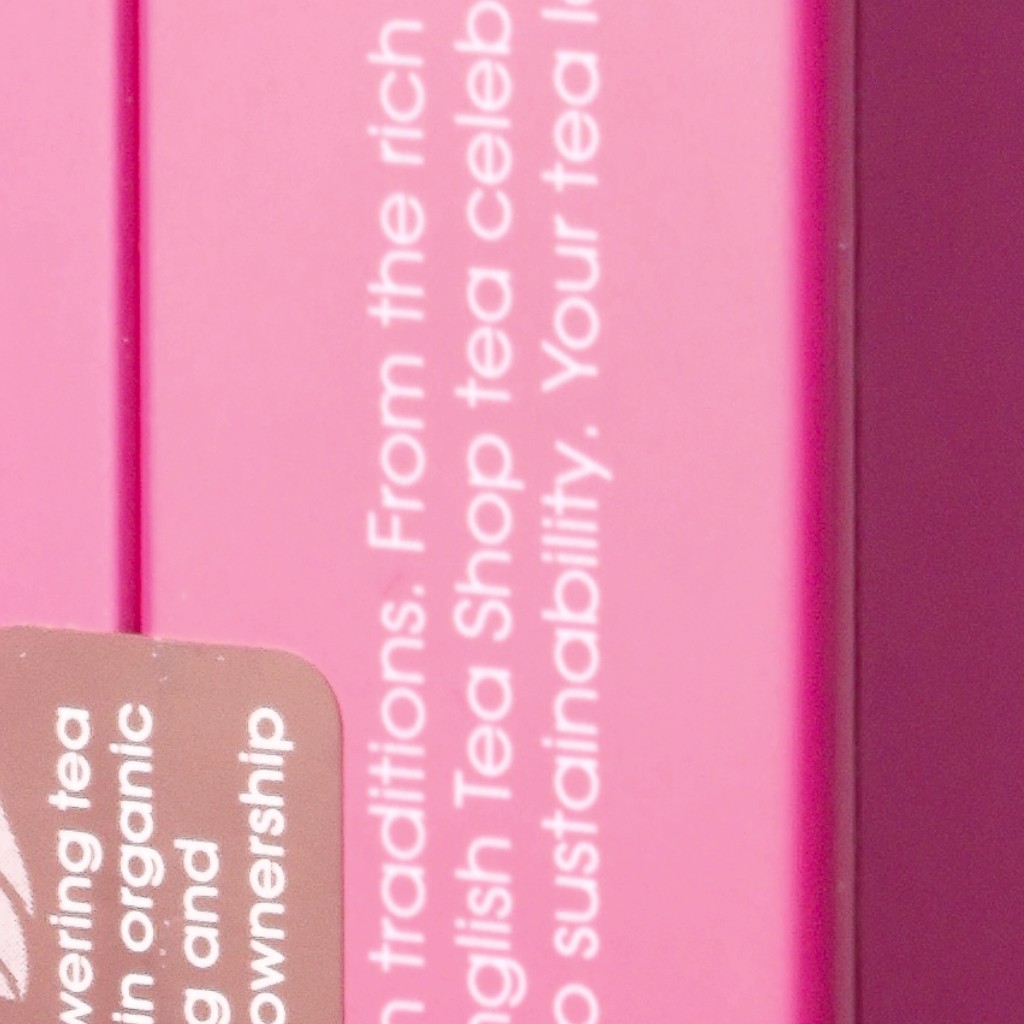 wering tea
in organic
g and
ownership
n traditions. From the rich
nglish Tea Shop tea celeb
o sustainability. Your tea l